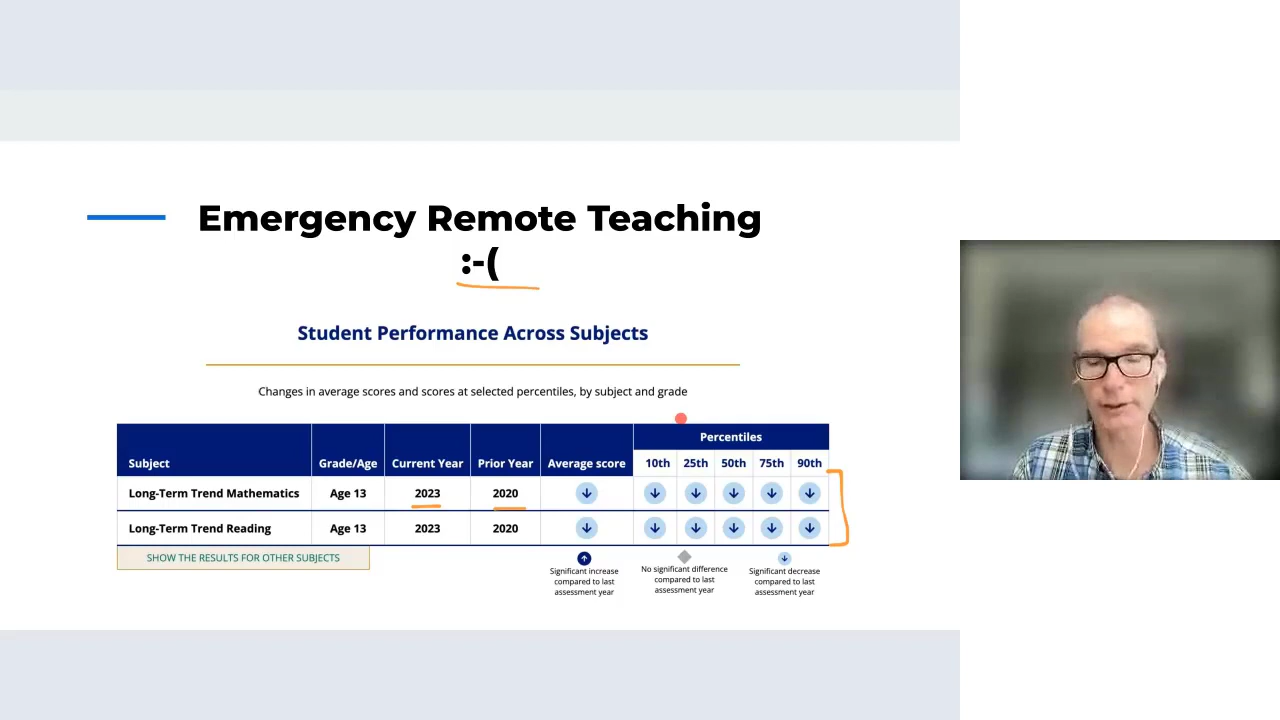 Emergency Remote Teaching
:-(
Student Performance Across Subjects
Changes in average scores and scores at selected percentiles, by subject and grade
Percentiles
Subject Grade/Age Current Year Prior Year Average score 10th 25th 50th 75th 90th
Long-Term Trend Mathematics Age 13 2023 2020
Long-Term Trend Reading Age 13 2023 2020
SHOW THE RESULTS FOR OTHER SUBJECTS
Significant increase
compared to last
assessment year
No significant difference
compared to last
assessment year
Significant decrease
compared to last
assessment year